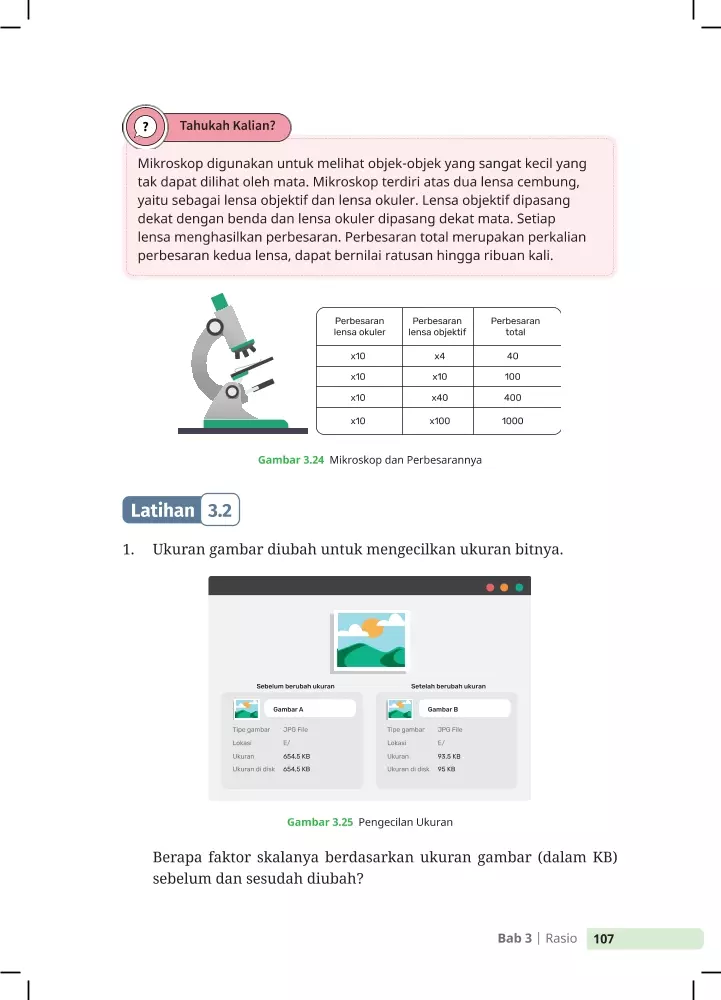 ?
Tahukah Kalian?
Mikroskop digunakan untuk melihat objek-objek yang sangat kecil yang
tak dapat dilihat oleh mata. Mikroskop terdiri atas dua lensa cembung,
yaitu sebagai lensa objektif dan lensa okuler. Lensa objektif dipasang
dekat dengan benda dan lensa okuler dipasang dekat mata. Setiap
lensa menghasilkan perbesaran. Perbesaran total merupakan perkalian
perbesaran kedua lensa, dapat bernilai ratusan hingga ribuan kali.
Perbesaran lensa okuler Perbesaran lensa objektif Perbesaran total
x10 x4 40
x10 x10 100
x10 x40 400
x10 x100 1000
Gambar 3.24 Mikroskop dan Perbesarannya
Latihan 3.2
1. Ukuran gambar diubah untuk mengecilkan ukuran bitnya.
Sebelum berubah ukuran
Gambar A
Tipe gambar JPG File
Lokasi E/
Ukuran 654,5 KB
Ukuran di disk 654,5 KB
Setelah berubah ukuran
Gambar B
Tipe gambar JPG File
Lokasi E/
Ukuran 93,5 KB
Ukuran di disk 95 KB
Gambar 3.25 Pengecilan Ukuran
Berapa faktor skalanya berdasarkan ukuran gambar (dalam KB)
sebelum dan sesudah diubah?
Bab 3 | Rasio 107